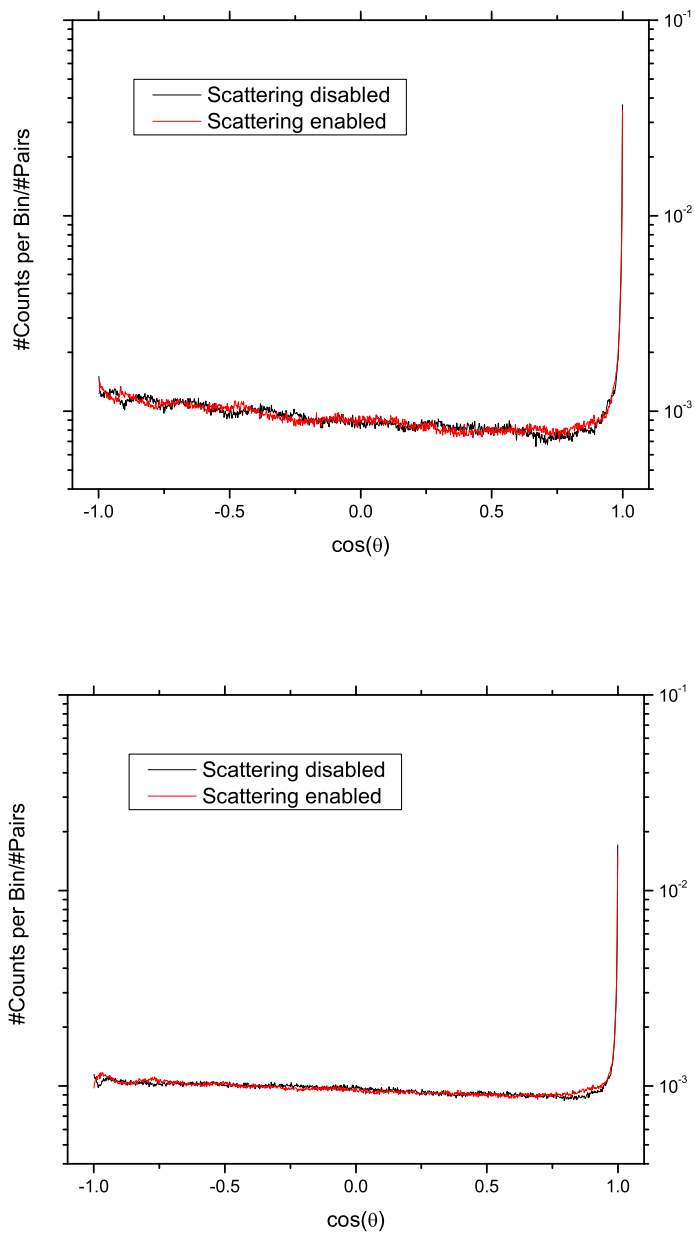 10⁻¹
Scattering disabled
Scattering enabled
#Counts per Bin/#Pairs
10⁻²
10⁻³
-1.0 -0.5 0.0 0.5 1.0
cos(θ)
10⁻¹
Scattering disabled
Scattering enabled
#Counts per Bin/#Pairs
10⁻²
10⁻³
-1.0 -0.5 0.0 0.5 1.0
cos(θ)